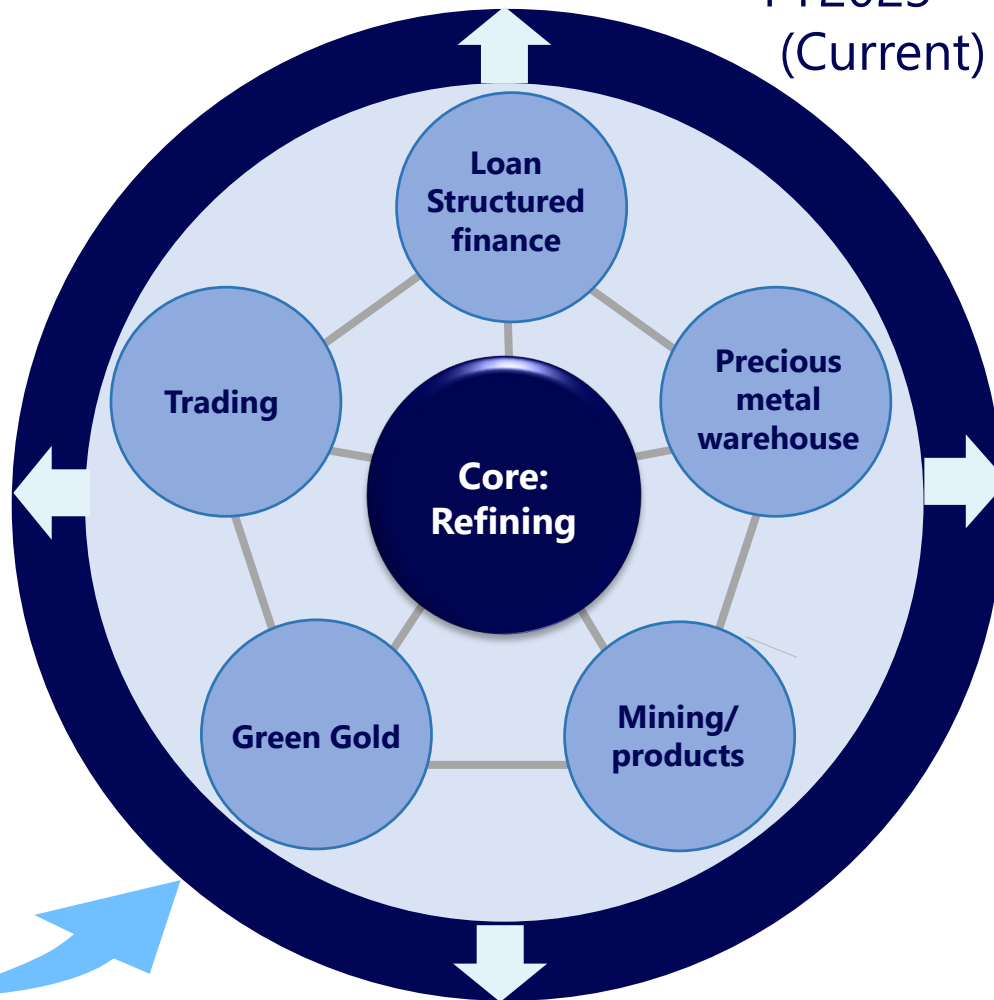 (Current)
Loan
Structured
finance
Trading
Precious
metal
warehouse
Core:
Refining
Green Gold
Mining/
products